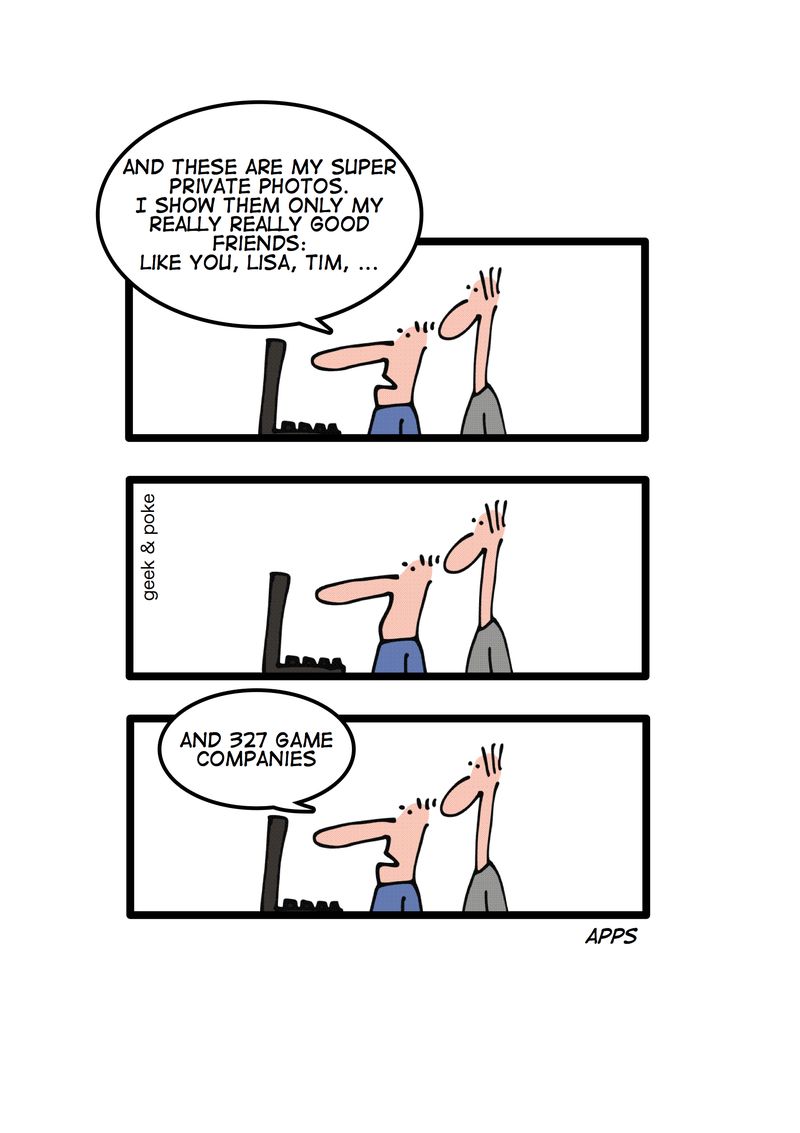 AND THESE ARE MY SUPER
PRIVATE PHOTOS.
I SHOW THEM ONLY MY
REALLY REALLY GOOD
FRIENDS:
LIKE YOU, LISA, TIM, ...
geek & poke
AND 327 GAME
COMPANIES
APPS